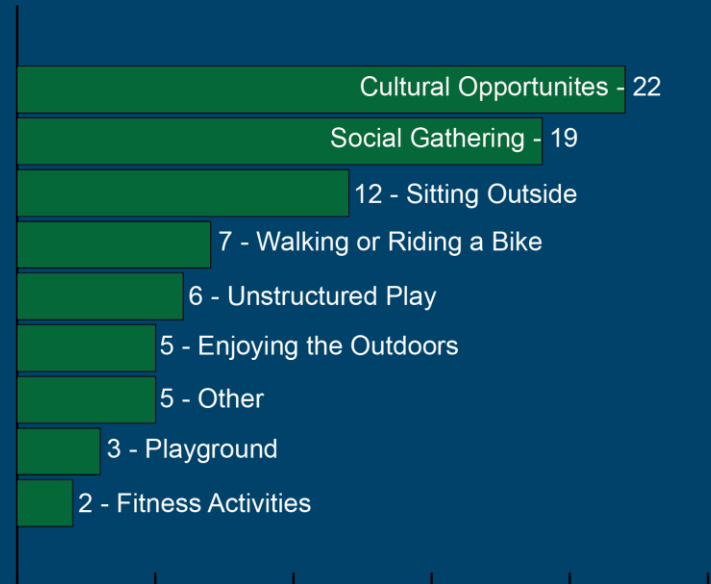 Cultural Opportunites - 22
Social Gathering - 19
12 - Sitting Outside
7 - Walking or Riding a Bike
6 - Unstructured Play
5 - Enjoying the Outdoors
5 - Other
3 - Playground
2 - Fitness Activities